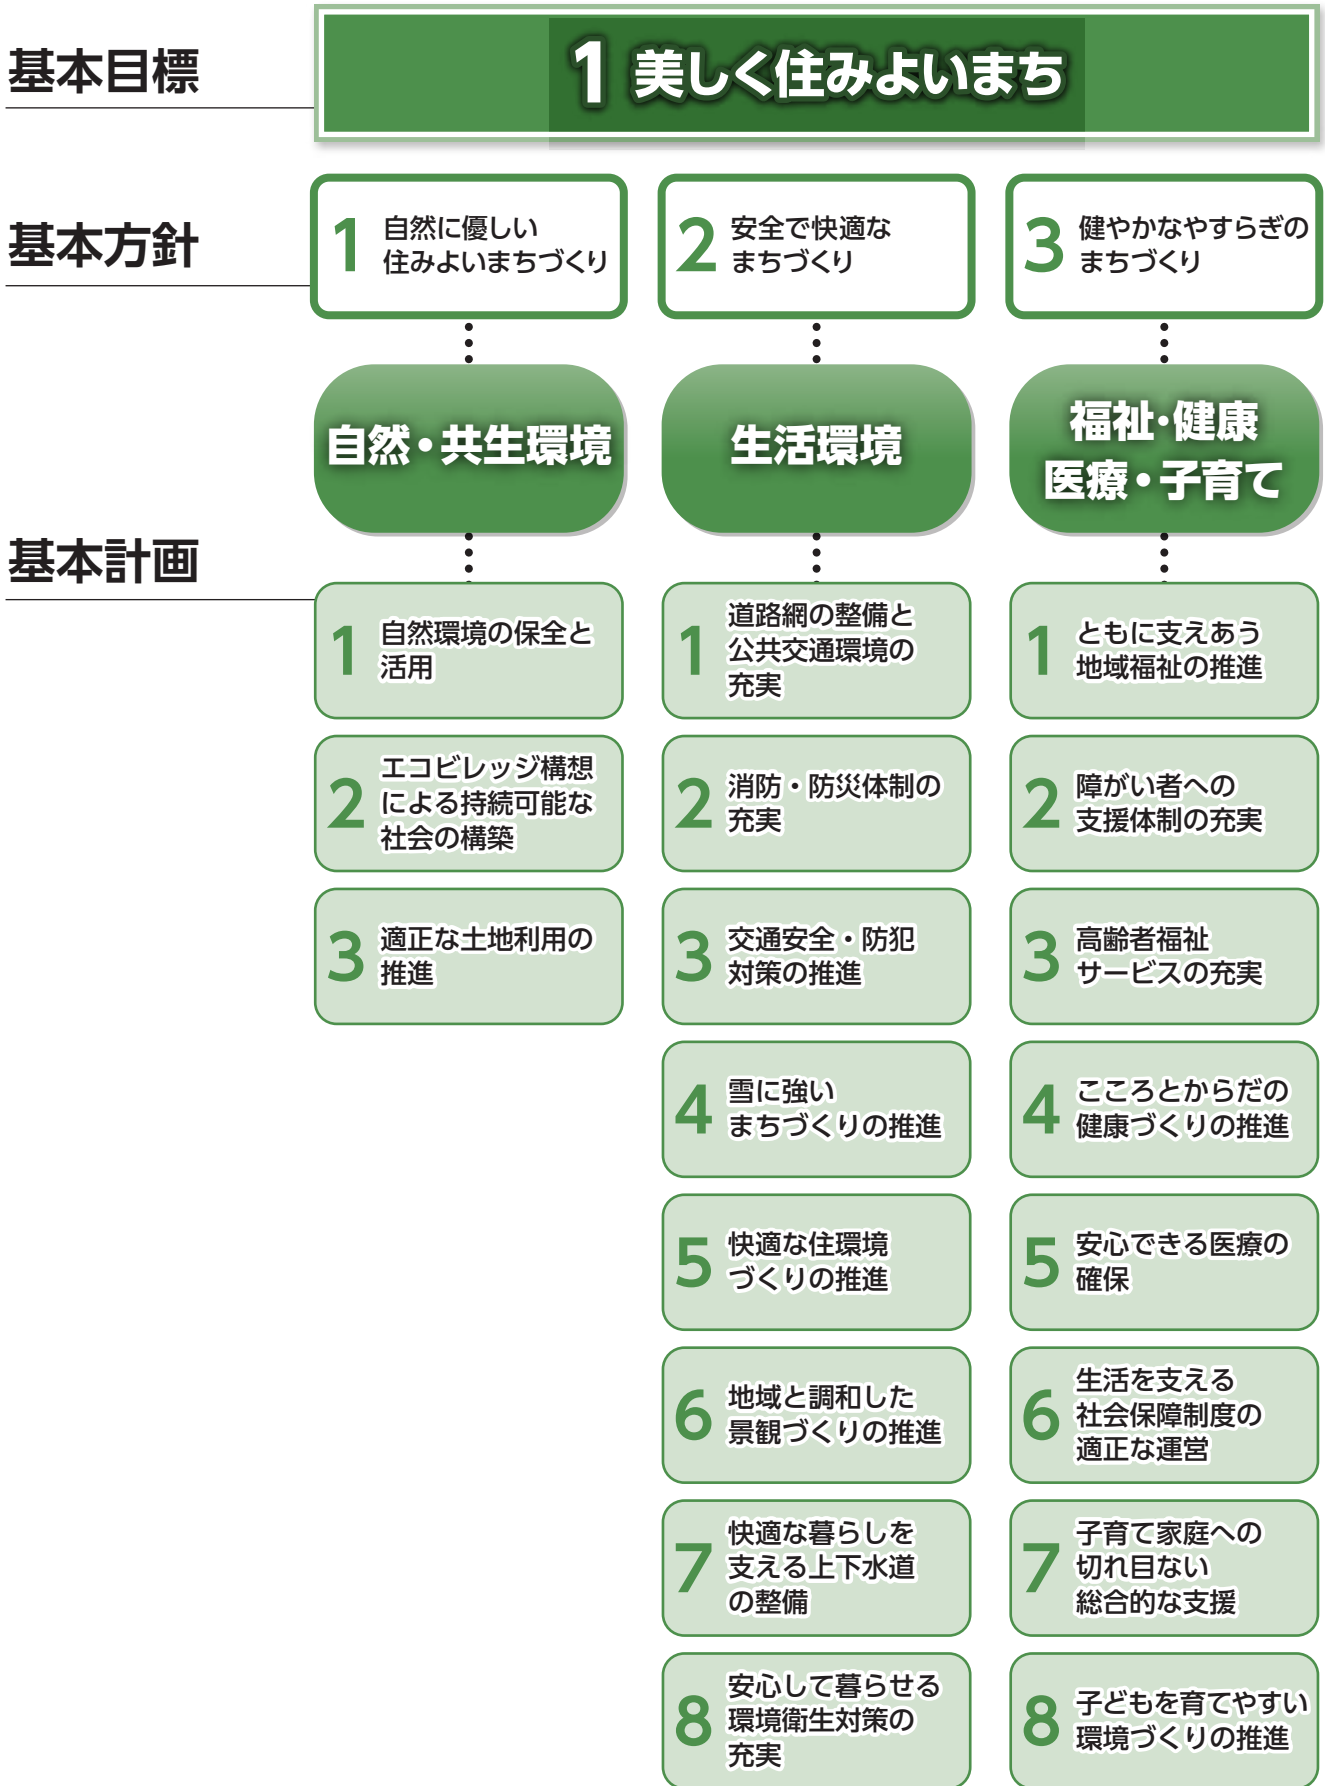 基本目標
1 美しく住みよいまち
基本方針
1 自然に優しい
住みよいまちづくり
2 安全で快適な
まちづくり
3 健やかなやすらぎの
まちづくり
自然・共生環境
生活環境
福祉・健康
医療・子育て
基本計画
1 自然環境の保全と
活用
2 エコビレッジ構想
による持続可能な
社会の構築
3 適正な土地利用の
推進
1 道路網の整備と
公共交通環境の
充実
2 消防・防災体制の
充実
3 交通安全・防犯
対策の推進
4 雪に強い
まちづくりの推進
5 快適な住環境
づくりの推進
6 地域と調和した
景観づくりの推進
7 快適な暮らしを
支える上下水道
の整備
8 安心して暮らせる
環境衛生対策の
充実
1 ともに支えあう
地域福祉の推進
2 障がい者への
支援体制の充実
3 高齢者福祉
サービスの充実
4 こころとからだの
健康づくりの推進
5 安心できる医療の
確保
6 生活を支える
社会保障制度の
適正な運営
7 子育て家庭への
切れ目ない
総合的な支援
8 子どもを育てやすい
環境づくりの推進